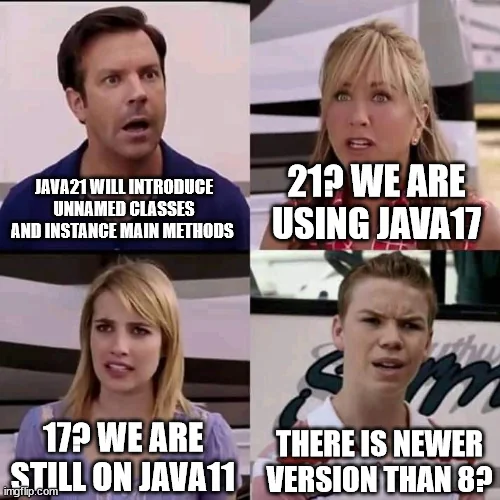 JAVA21 WILL INTRODUCE
UNNAMED CLASSES
AND INSTANCE MAIN METHODS
21? WE ARE
USING JAVA17
17? WE ARE
STILL ON JAVA11
THERE IS NEWER
VERSION THAN 8?
imgflip.com